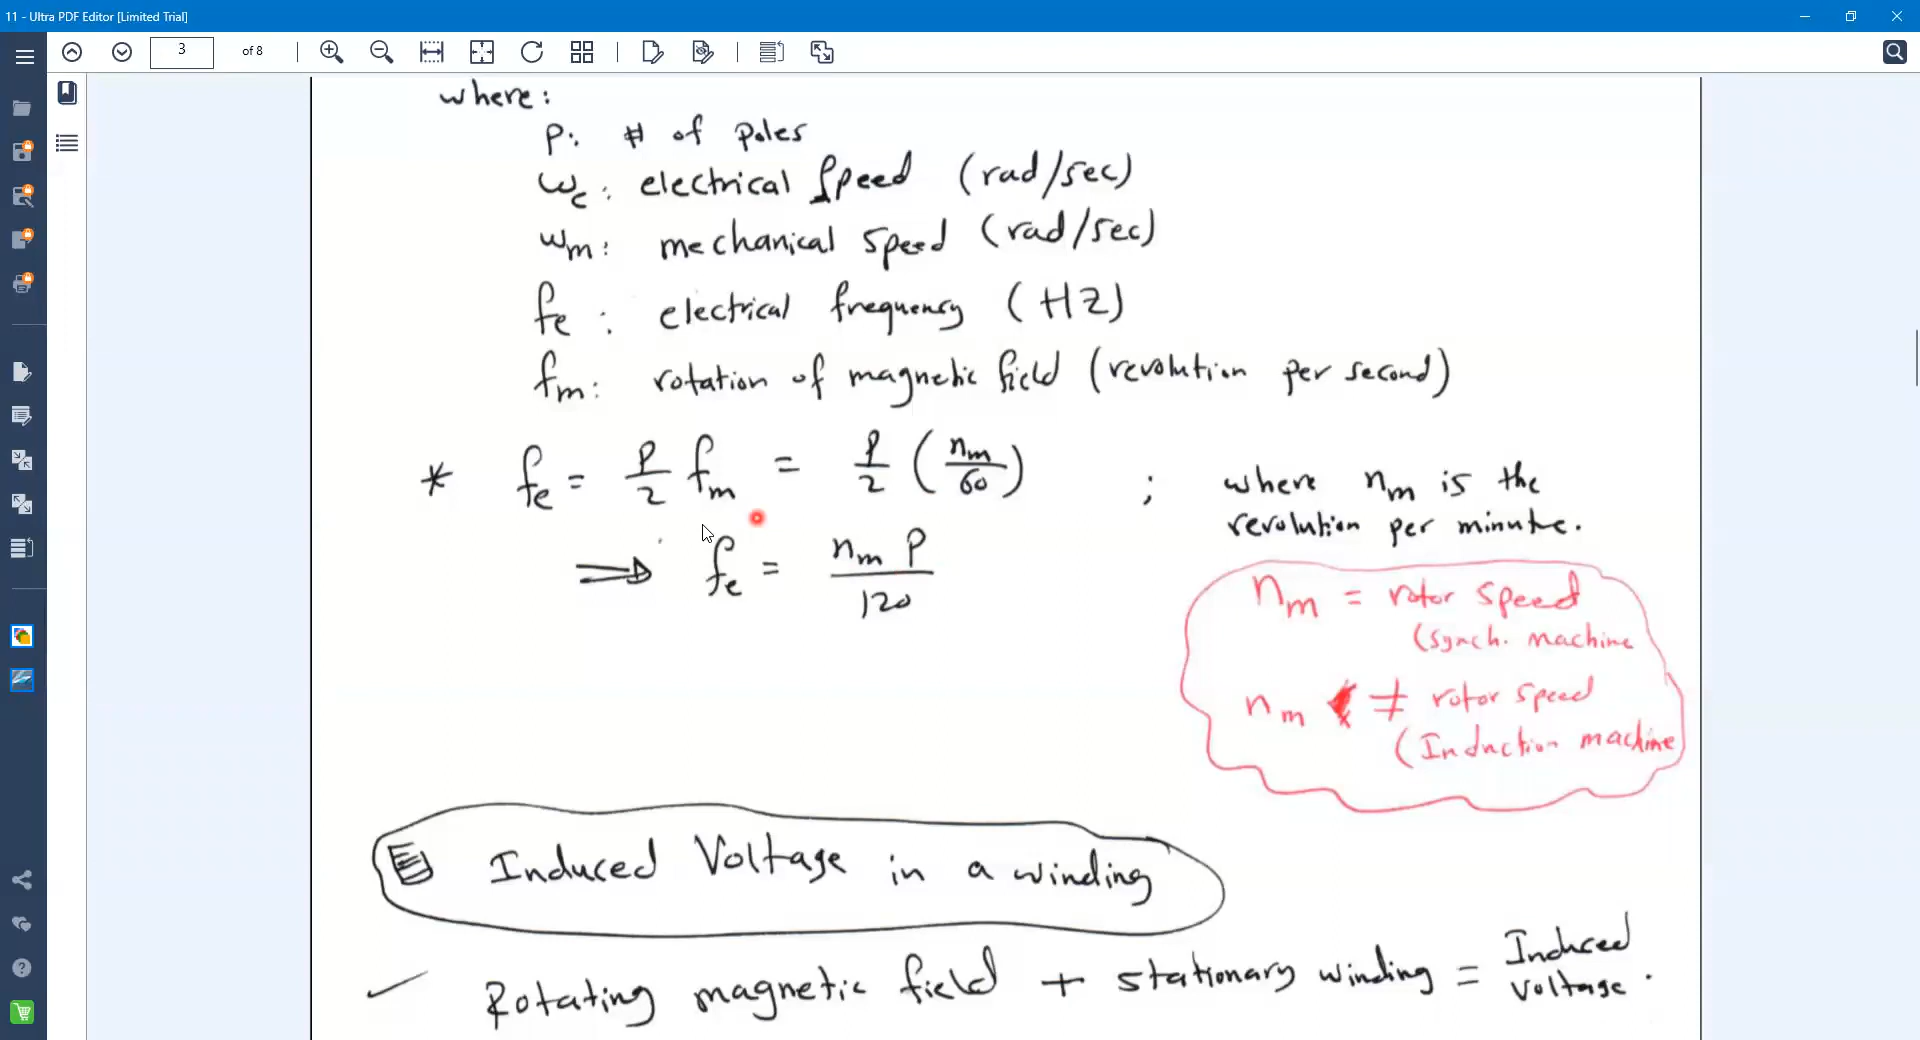 11 - Ultra PDF Editor [Limited Trial]
3 of 8
where:
P: # of poles
ωe: electrical speed (rad/sec)
ωm: mechanical speed (rad/sec)
fe: electrical frequency (HZ)
fm: rotation of magnetic field (revolution per second)
* fe = P/2 fm = P/2 (nm/60) ; where nm is the
revolution per minute.
⇒ fe = nm P/120
nm = rotor speed
(synch. machine
nm ≠ rotor speed
(Induction machine
Induced Voltage in a winding
✓ Rotating magnetic field + stationary winding = Induced voltage.